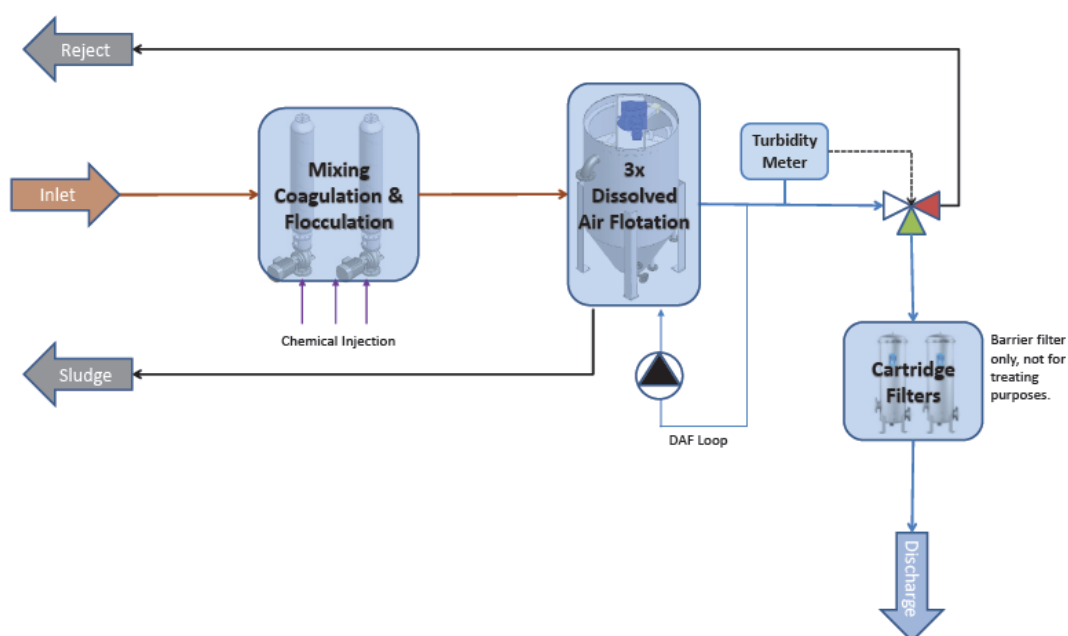 Reject
Inlet
Mixing
Coagulation &
Flocculation
Chemical Injection
3x
Dissolved
Air Flotation
Turbidity
Meter
Sludge
DAF Loop
Cartridge
Filters
Barrier filter
only, not for
treating
purposes.
Discharge